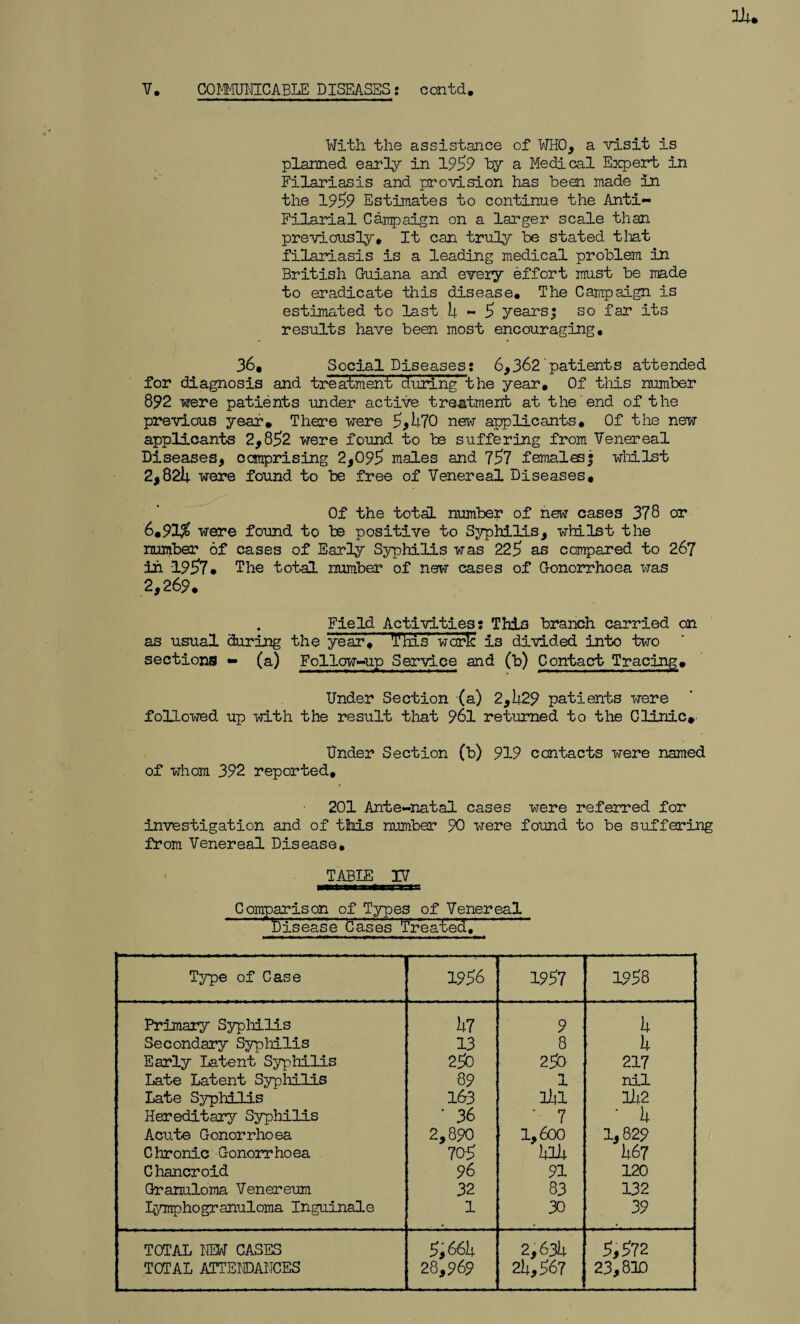 14.
V. COMMUNICABLE DISEASES: contd.
With the assistance of WHO, a visit is
planned early in 1959 by a Medical Expert in
Filariasis and provision has been made in
the 1959 Estimates to continue the Anti-
Filarial Campaign on a larger scale than
previously. It can truly be stated that
filariasis is a leading medical problem in
British Guiana and every effort must be made
to eradicate this disease. The Campaign is
estimated to last 4 - 5 years; so far its
results have been most encouraging.
36. Social Diseases: 6,362 patients attended
for diagnosis and treatment during the year. Of this number
892 were patients under active treatment at the end of the
previous year. There were 5,470 new applicants. Of the new
applicants 2,852 were found to be suffering from Venereal
Diseases, comprising 2,095 males and 757 females; whilst
2,824 were found to be free of Venereal Diseases.
Of the total number of new cases 378 or
6.91% were found to be positive to Syphilis, whilst the
number of cases of Early Syphilis was 225 as compared to 267
in 1957. The total number of new cases of Gonorrhoea was
2,269.
Field Activities: This branch carried on
as usual during the year. This work is divided into two
sections - (a) Follow-up Service and (b) Contact Tracing.
Under Section (a) 2,429 patients were
followed up with the result that 961 returned to the Clinic.
Under Section (b) 919 contacts were named
of whom 392 reported.
201 Ante-natal cases were referred for
investigation and of this number 90 were found to be suffering
from Venereal Disease.
TABLE IV
Comparison of Types of Venereal
Disease Cases Treated.
Type of Case 1956 1957 1958
Primary Syphilis 47 9 4
Secondary Syphilis 13 8 4
Early Latent Syphilis 250 250 217
Late Latent Syphilis 89 1 nil
Late Syphilis 163 141 142
Hereditary Syphilis 36 7 4
Acute Gonorrhoea 2,890 1,600 1,829
Chronic Gonorrhoea 705 414 467
Chancroid 96 91 120
Granuloma Venereum 32 83 132
Lymphogranuloma Inguinale 1 30 39
TOTAL NEW CASES 5,664 2,634 5,572
TOTAL ATTENDANCES 28,969 24,567 23,810